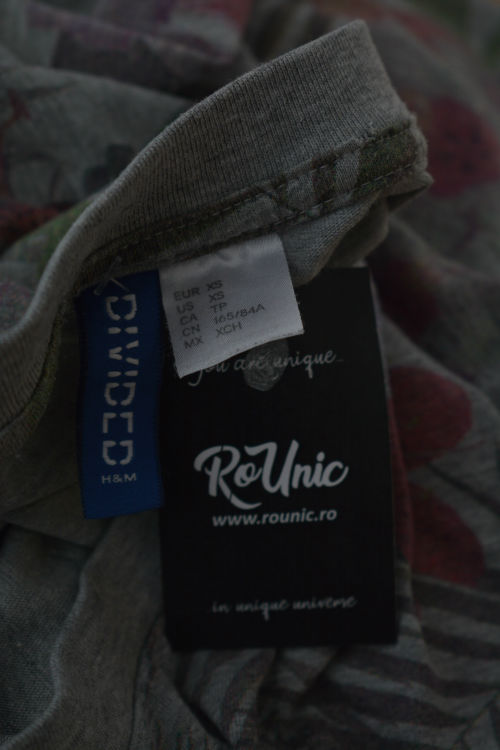 EUR XS
US XS
CA TP
CN 165/84A
MX XCH
DIVIDED
H&M
you are unique...
RoUnic
www.rounic.ro
...in unique universe